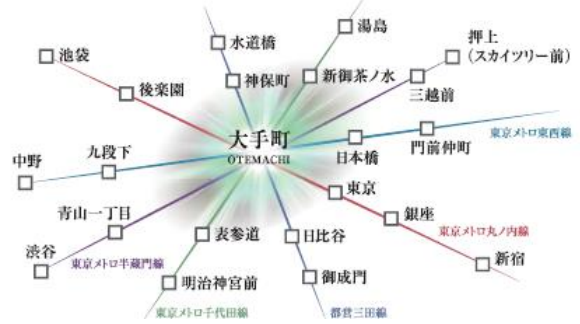 湯島
水道橋
押上
(スカイツリー前)
池袋
神保町
新御茶ノ水
三越前
後楽園
大手町
OTEMACHI
東京メトロ東西線
門前仲町
日本橋
九段下
中野
東京
青山一丁目
銀座
表参道
日比谷
東京メトロ丸ノ内線
渋谷
東京メトロ半蔵門線
新宿
明治神宮前
御成門
東京メトロ千代田線
都営三田線